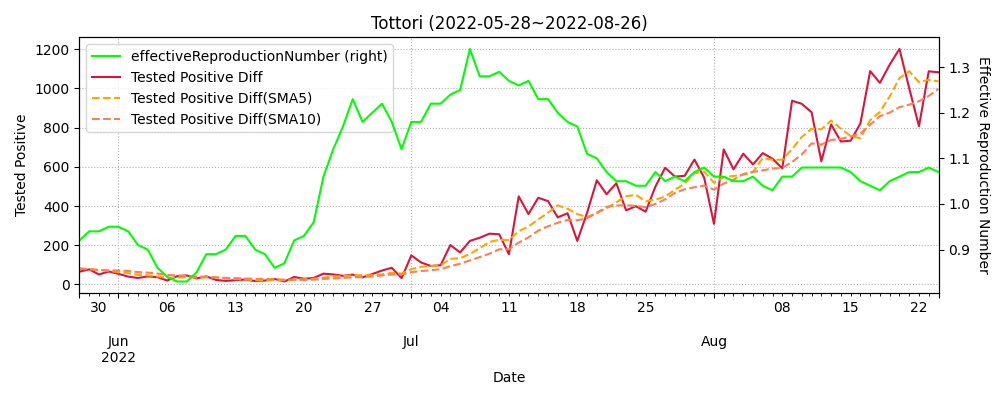 Tottori (2022-05-28~2022-08-26)
effectiveReproductionNumber (right)
Tested Positive Diff
Tested Positive Diff(SMA5)
Tested Positive Diff(SMA10)
Tested Positive
1200
1000
800
600
400
200
0
Effective Reproduction Number
1.3
1.2
1.1
1.0
0.9
30 06 13 20 27 04 11 18 25 08 15 22
Jun Jul Aug
2022
Date